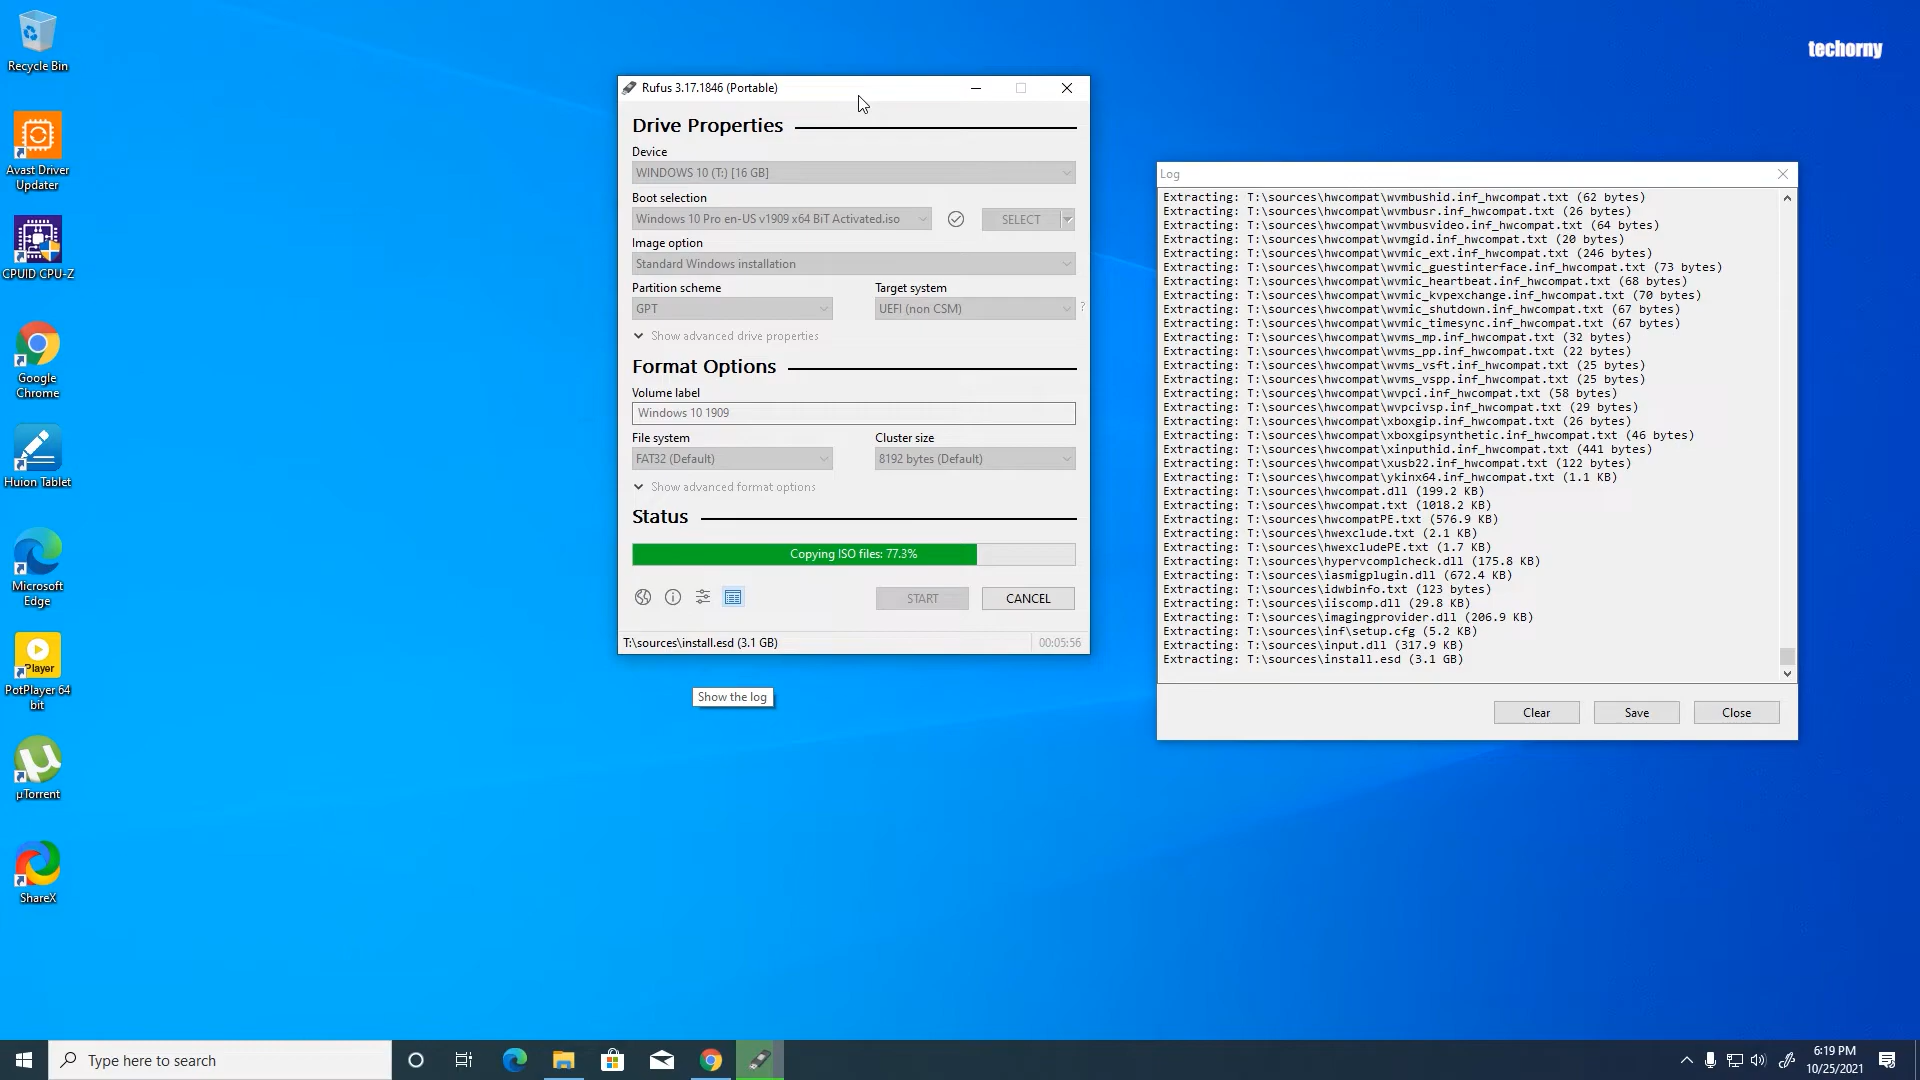 Recycle Bin
Avast Driver
Updater
CPUID CPU-Z
Google
Chrome
Huion Tablet
Microsoft
Edge
Player
PotPlayer 64
bit
µTorrent
ShareX
techorny
Rufus 3.17.1846 (Portable)
Drive Properties
Device
WINDOWS 10 (T:) [16 GB]
Boot selection
Windows 10 Pro en-US v1909 x64 BiT Activated.iso
SELECT
Image option
Standard Windows installation
Partition scheme
Target system
GPT
UEFI (non CSM)
?
Show advanced drive properties
Format Options
Volume label
Windows 10 1909
File system
Cluster size
FAT32 (Default)
8192 bytes (Default)
Show advanced format options
Status
Copying ISO files: 77.3%
START
CANCEL
T:\sources\install.esd (3.1 GB)
00:05:56
Show the log
Log
Extracting: T:\sources\hwcompat\wvmbushid.inf_hwcompat.txt (62 bytes)
Extracting: T:\sources\hwcompat\wvmbusr.inf_hwcompat.txt (26 bytes)
Extracting: T:\sources\hwcompat\wvmbusvideo.inf_hwcompat.txt (64 bytes)
Extracting: T:\sources\hwcompat\wvmgid.inf_hwcompat.txt (20 bytes)
Extracting: T:\sources\hwcompat\wvmic_ext.inf_hwcompat.txt (246 bytes)
Extracting: T:\sources\hwcompat\wvmic_guestinterface.inf_hwcompat.txt (73 bytes)
Extracting: T:\sources\hwcompat\wvmic_heartbeat.inf_hwcompat.txt (68 bytes)
Extracting: T:\sources\hwcompat\wvmic_kvpexchange.inf_hwcompat.txt (70 bytes)
Extracting: T:\sources\hwcompat\wvmic_shutdown.inf_hwcompat.txt (67 bytes)
Extracting: T:\sources\hwcompat\wvmic_timesync.inf_hwcompat.txt (67 bytes)
Extracting: T:\sources\hwcompat\wvms_mp.inf_hwcompat.txt (32 bytes)
Extracting: T:\sources\hwcompat\wvms_pp.inf_hwcompat.txt (22 bytes)
Extracting: T:\sources\hwcompat\wvms_vsft.inf_hwcompat.txt (25 bytes)
Extracting: T:\sources\hwcompat\wvms_vspp.inf_hwcompat.txt (25 bytes)
Extracting: T:\sources\hwcompat\wvpci.inf_hwcompat.txt (58 bytes)
Extracting: T:\sources\hwcompat\wvpcivsp.inf_hwcompat.txt (29 bytes)
Extracting: T:\sources\hwcompat\xboxgip.inf_hwcompat.txt (26 bytes)
Extracting: T:\sources\hwcompat\xboxgipsynthetic.inf_hwcompat.txt (46 bytes)
Extracting: T:\sources\hwcompat\xinputhid.inf_hwcompat.txt (441 bytes)
Extracting: T:\sources\hwcompat\xusb22.inf_hwcompat.txt (122 bytes)
Extracting: T:\sources\hwcompat\ykinx64.inf_hwcompat.txt (1.1 KB)
Extracting: T:\sources\hwcompat.dll (199.2 KB)
Extracting: T:\sources\hwcompat.txt (1018.2 KB)
Extracting: T:\sources\hwcompatPE.txt (576.9 KB)
Extracting: T:\sources\hwexclude.txt (2.1 KB)
Extracting: T:\sources\hwexcludePE.txt (1.7 KB)
Extracting: T:\sources\hypervcomplcheck.dll (175.8 KB)
Extracting: T:\sources\iasmigplugin.dll (672.4 KB)
Extracting: T:\sources\idwbinfo.txt (123 bytes)
Extracting: T:\sources\iiscomp.dll (29.8 KB)
Extracting: T:\sources\imagingprovider.dll (206.9 KB)
Extracting: T:\sources\inf\setup.cfg (5.2 KB)
Extracting: T:\sources\input.dll (317.9 KB)
Extracting: T:\sources\install.esd (3.1 GB)
Clear
Save
Close
Type here to search
6:19 PM
10/25/2021